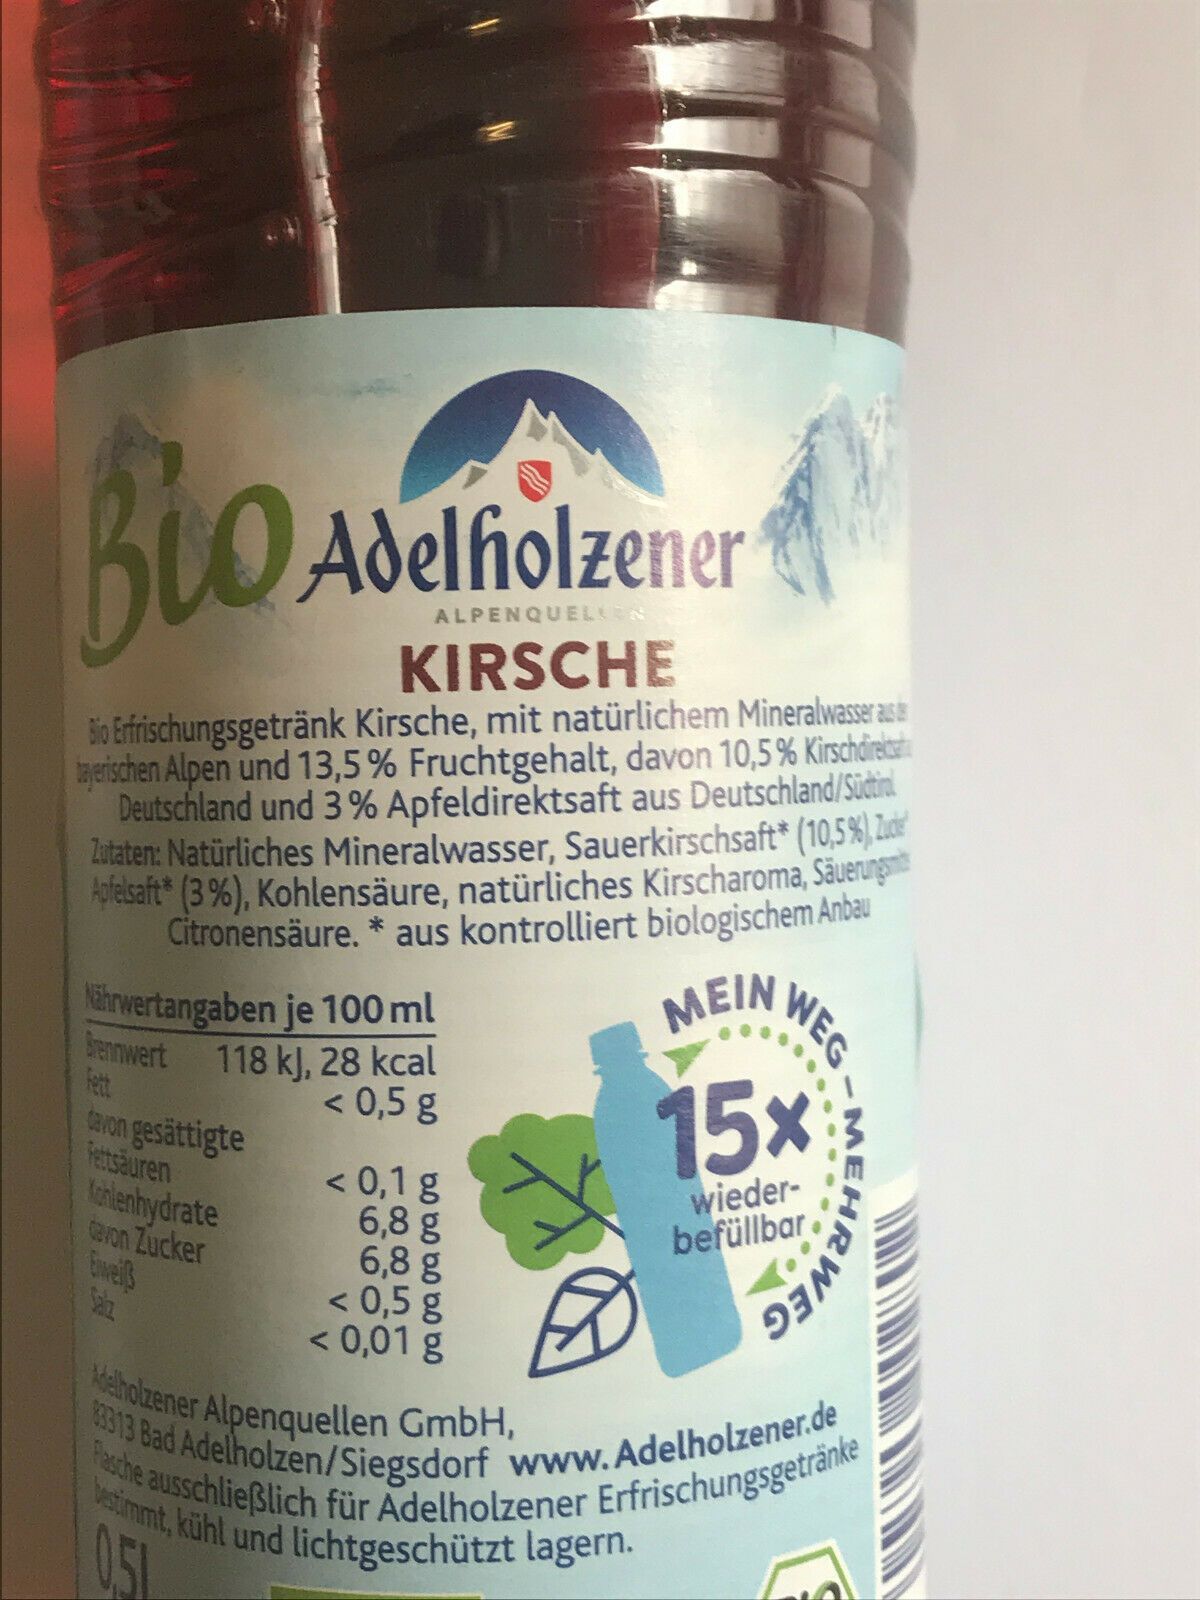 Bio
Adelholzener
ALPENQUELLEN
KIRSCHE
Bio Erfrischungsgetränk Kirsche, mit natürlichem Mineralwasser aus den
bayerischen Alpen und 13,5 % Fruchtgehalt, davon 10,5 % Kirschdirektsaft
Deutschland und 3 % Apfeldirektsaft aus Deutschland/Südtirol.
Zutaten: Natürliches Mineralwasser, Sauerkirschsaft* (10,5 %), Zucker*
Apfelsaft* (3 %), Kohlensäure, natürliches Kirscharoma, Säuerungsmittel
Citronensäure. * aus kontrolliert biologischem Anbau
Nährwertangaben je 100 ml
Brennwert 118 kJ, 28 kcal
Fett < 0,5 g
davon gesättigte
Fettsäuren < 0,1 g
Kohlenhydrate 6,8 g
davon Zucker 6,8 g
Eiweiß < 0,5 g
Salz < 0,01 g
MEIN WEG – MEHRWEG
15x
wieder-
befüllbar
Adelholzener Alpenquellen GmbH,
83313 Bad Adelholzen/Siegsdorf www.Adelholzener.de
Flasche ausschließlich für Adelholzener Erfrischungsgetränke
bestimmt, kühl und lichtgeschützt lagern.
0,5l
BIO